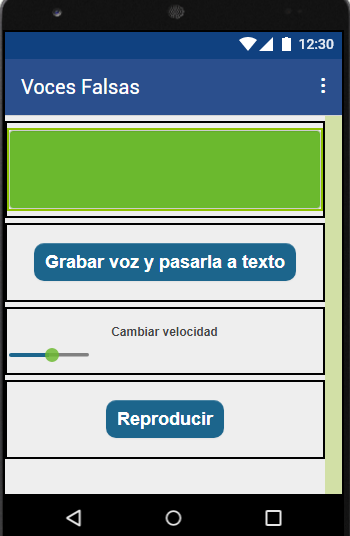 12:30
Voces Falsas
Grabar voz y pasarla a texto
Cambiar velocidad
Reproducir